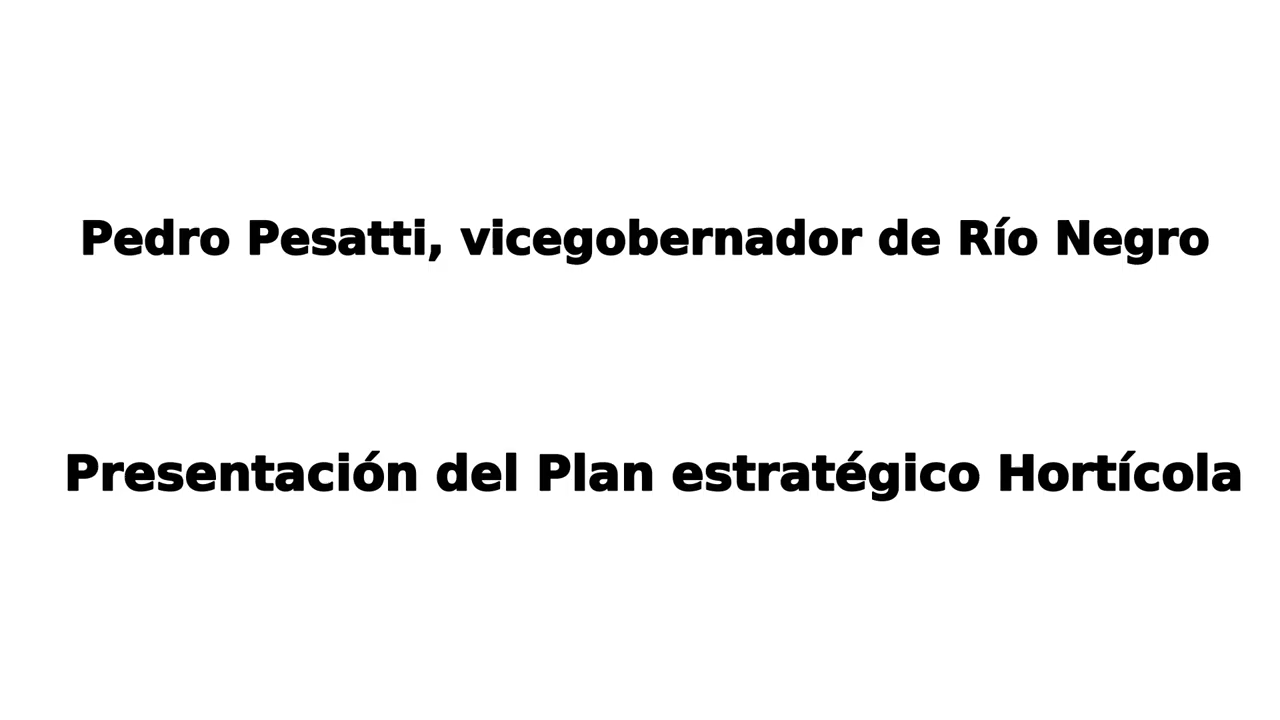 Pedro Pesatti, vicegobernador de Río Negro
Presentación del Plan estratégico Hortícola